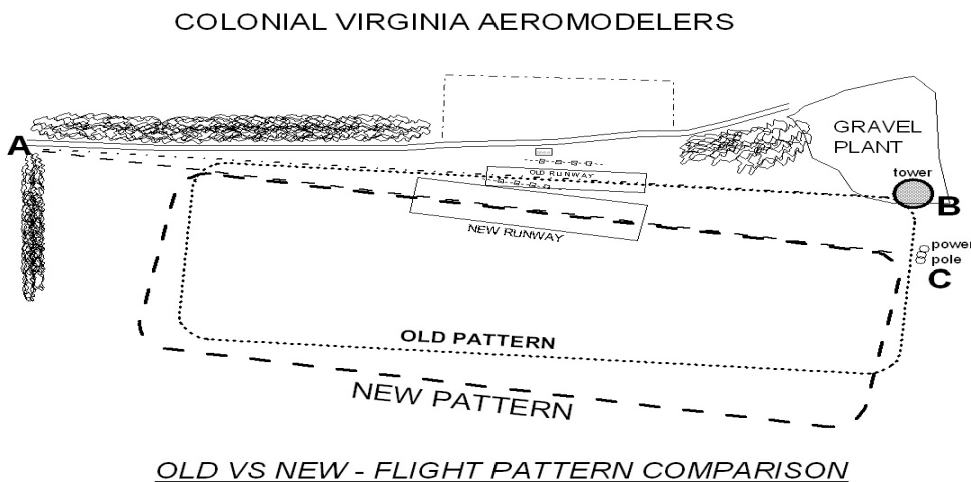 COLONIAL VIRGINIA AEROMODELERS
GRAVEL
PLANT
A
OLD RUNWAY
tower
B
NEW RUNWAY
power
pole
C
OLD PATTERN
NEW PATTERN
OLD VS NEW - FLIGHT PATTERN COMPARISON